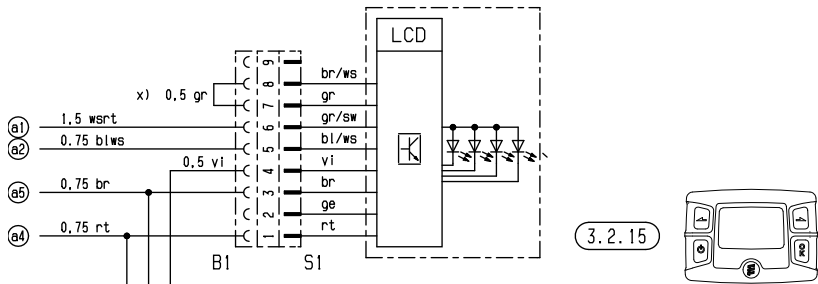 LCD
9
8 br/ws
x) 0,5 gr
7 gr
a1 1,5 wsrt 6 gr/sw
a2 0.75 blws 5 bl/ws
0,5 vi 4 vi
a5 0,75 br 3 br
2 ge
a4 0,75 rt 1 rt
B1 S1
3.2.15
OK